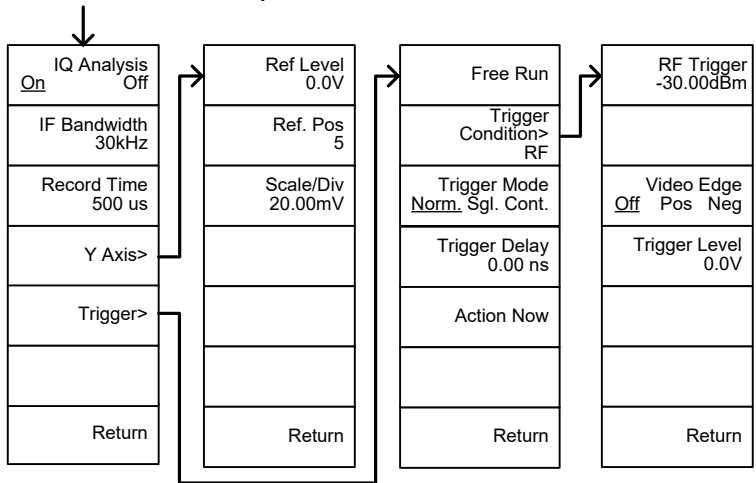 IQ Analysis
On Off
IF Bandwidth
30kHz
Record Time
500 us
Y Axis>
Trigger>
Return
Ref Level
0.0V
Ref. Pos
5
Scale/Div
20.00mV
Return
Free Run
Trigger
Condition>
RF
Trigger Mode
Norm. Sgl. Cont.
Trigger Delay
0.00 ns
Action Now
Return
RF Trigger
-30.00dBm
Video Edge
Off Pos Neg
Trigger Level
0.0V
Return